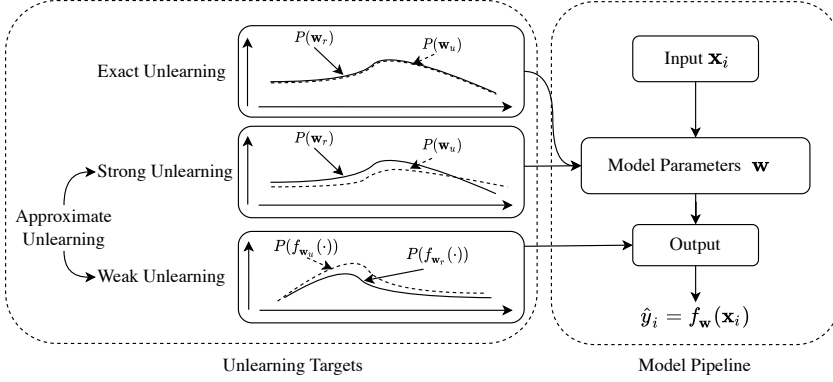 P(w_r)
P(w_u)
Exact Unlearning
P(w_r)
P(w_u)
Strong Unlearning
Approximate
Unlearning
P(f_{w_u}(·))
P(f_{w_r}(·))
Weak Unlearning
Unlearning Targets
Input x_i
Model Parameters w
Output
ŷ_i = f_w(x_i)
Model Pipeline